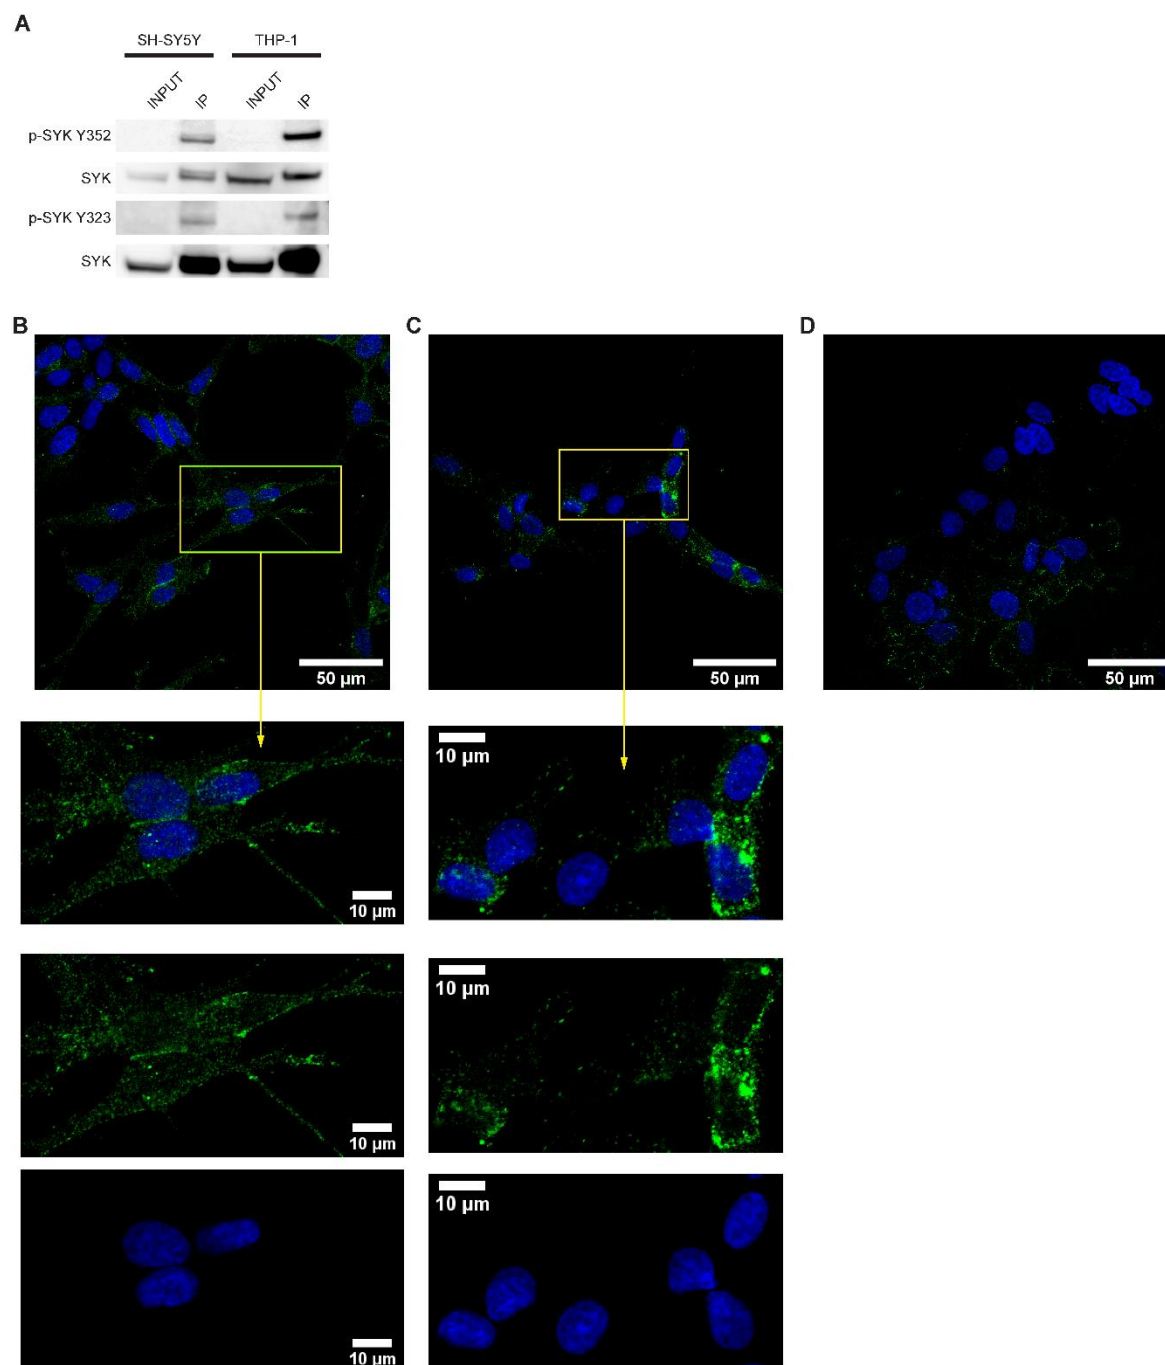 A
SH-SY5Y THP-1
INPUT IP INPUT IP
p-SYK Y352
SYK
p-SYK Y323
SYK
B C D
50 µm 50 µm 50 µm
10 µm
10 µm
10 µm
10 µm
10 µm
10 µm